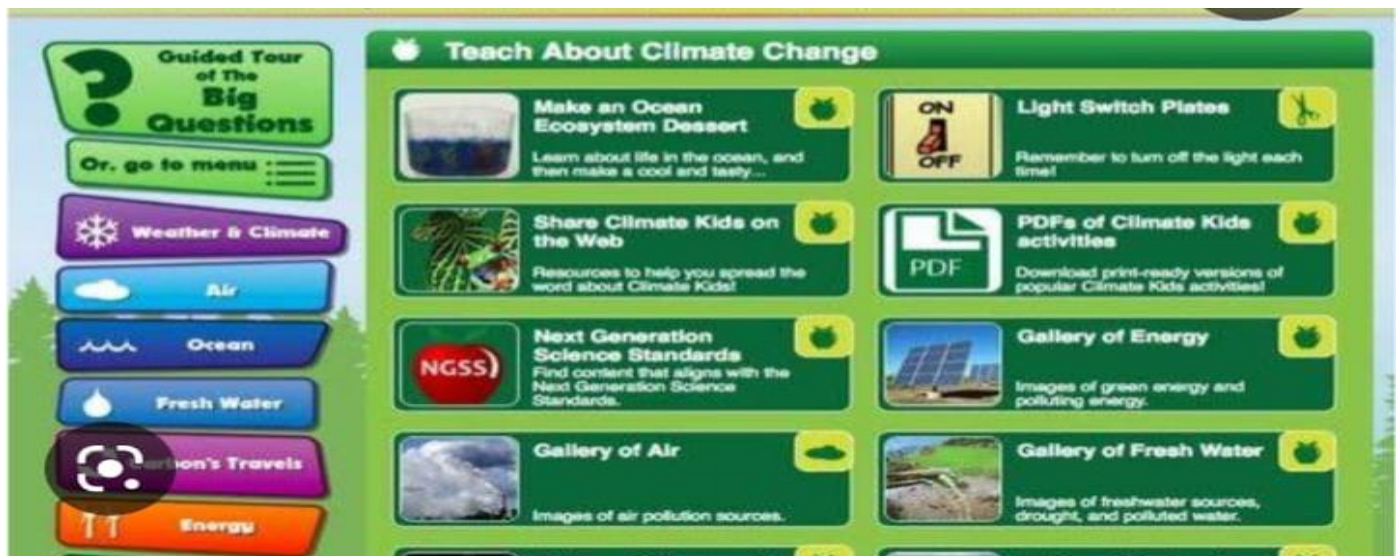 Guided Tour
of The
Big
Questions
Or, go to menu
Weather & Climate
Air
Ocean
Fresh Water
Travels
Energy
Teach About Climate Change
Make an Ocean
Ecosystem Dessert
Learn about life in the ocean, and
then make a cool and tasty...
ON
OFF
Light Switch Plates
Remember to turn off the light each
time!
Share Climate Kids on
the Web
Resources to help you spread the
word about Climate Kids!
PDF
PDFs of Climate Kids
activities
Download print-ready versions of
popular Climate Kids activities!
NGSS
Next Generation
Science Standards
Find content that aligns with the
Next Generation Science
Standards.
Gallery of Energy
Images of green energy and
polluting energy.
Gallery of Air
Images of air pollution sources.
Gallery of Fresh Water
Images of freshwater sources,
drought, and polluted water.